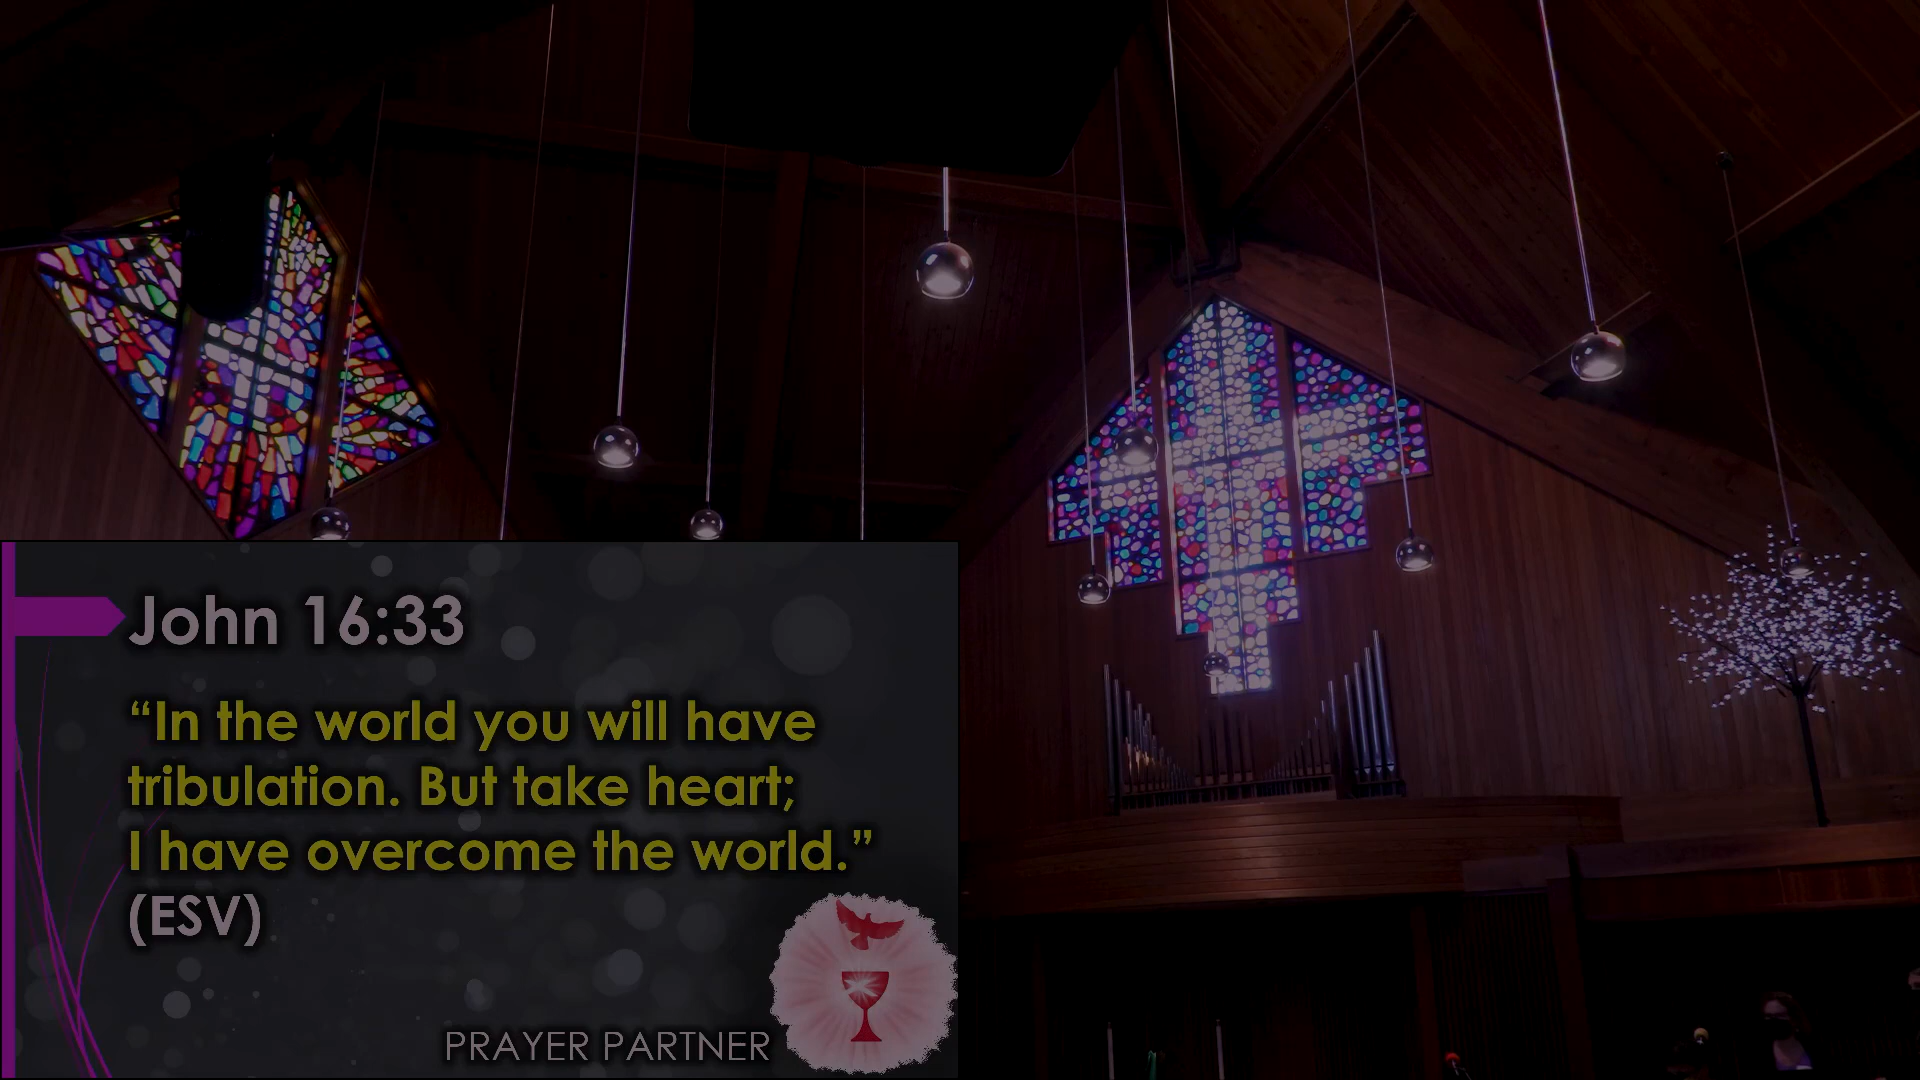 John 16:33
“In the world you will have
tribulation. But take heart;
I have overcome the world.”
(ESV)
PRAYER PARTNER